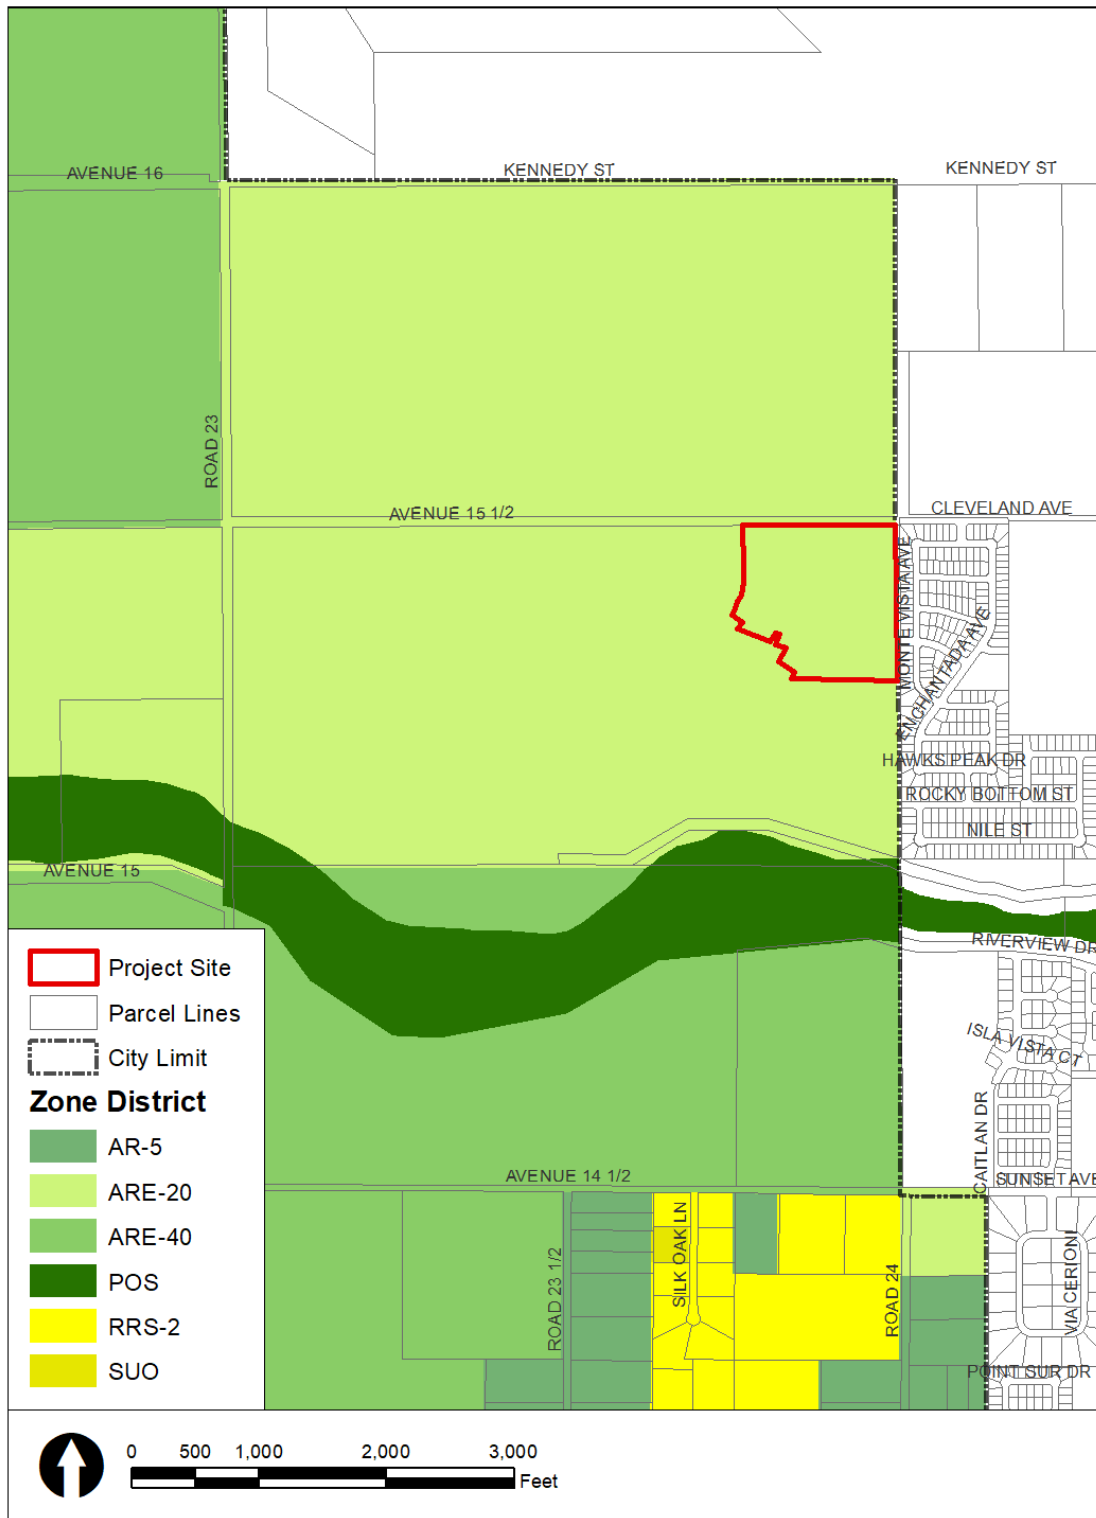 KENNEDY ST
KENNEDY ST
AVENUE 16
ROAD 23
AVENUE 15 1/2
CLEVELAND AVE
MONTE VISTA AVE
ENCHANTADA AVE
HAWKS PEAK DR
ROCKY BOTTOM ST
NILE ST
AVENUE 15
RIVERVIEW DR
ISLA VISTA CT
CAITLAN DR
AVENUE 14 1/2
SUNSET AVE
SILK OAK LN
ROAD 23 1/2
ROAD 24
VIA CERIONI
POINT SUR DR
Project Site
Parcel Lines
City Limit
Zone District
AR-5
ARE-20
ARE-40
POS
RRS-2
SUO
0 500 1,000 2,000 3,000
Feet